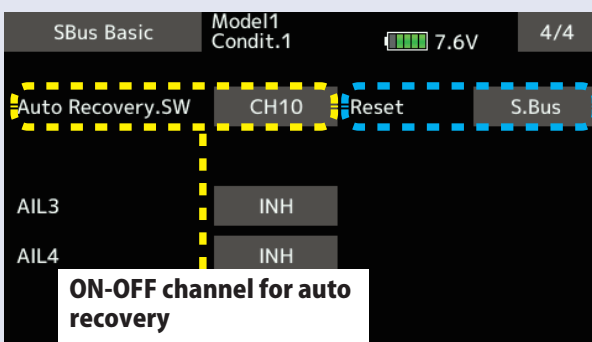 SBus Basic
Model1
Condit.1
7.6V
4/4
Auto Recovery.SW
CH10
Reset
S.Bus
AIL3
INH
AIL4
INH
ON-OFF channel for auto
recovery